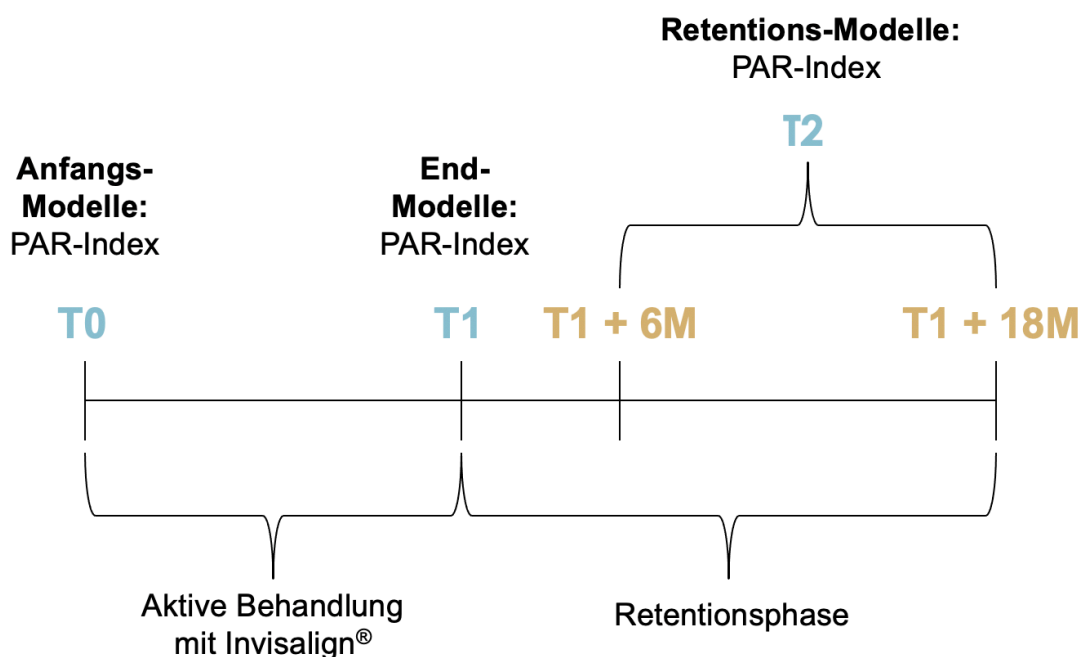 Retentions-Modelle:
PAR-Index
T2
Anfangs-
Modelle:
PAR-Index
End-
Modelle:
PAR-Index
T0
T1
T1 + 6M
T1 + 18M
Aktive Behandlung
mit Invisalign®
Retentionsphase